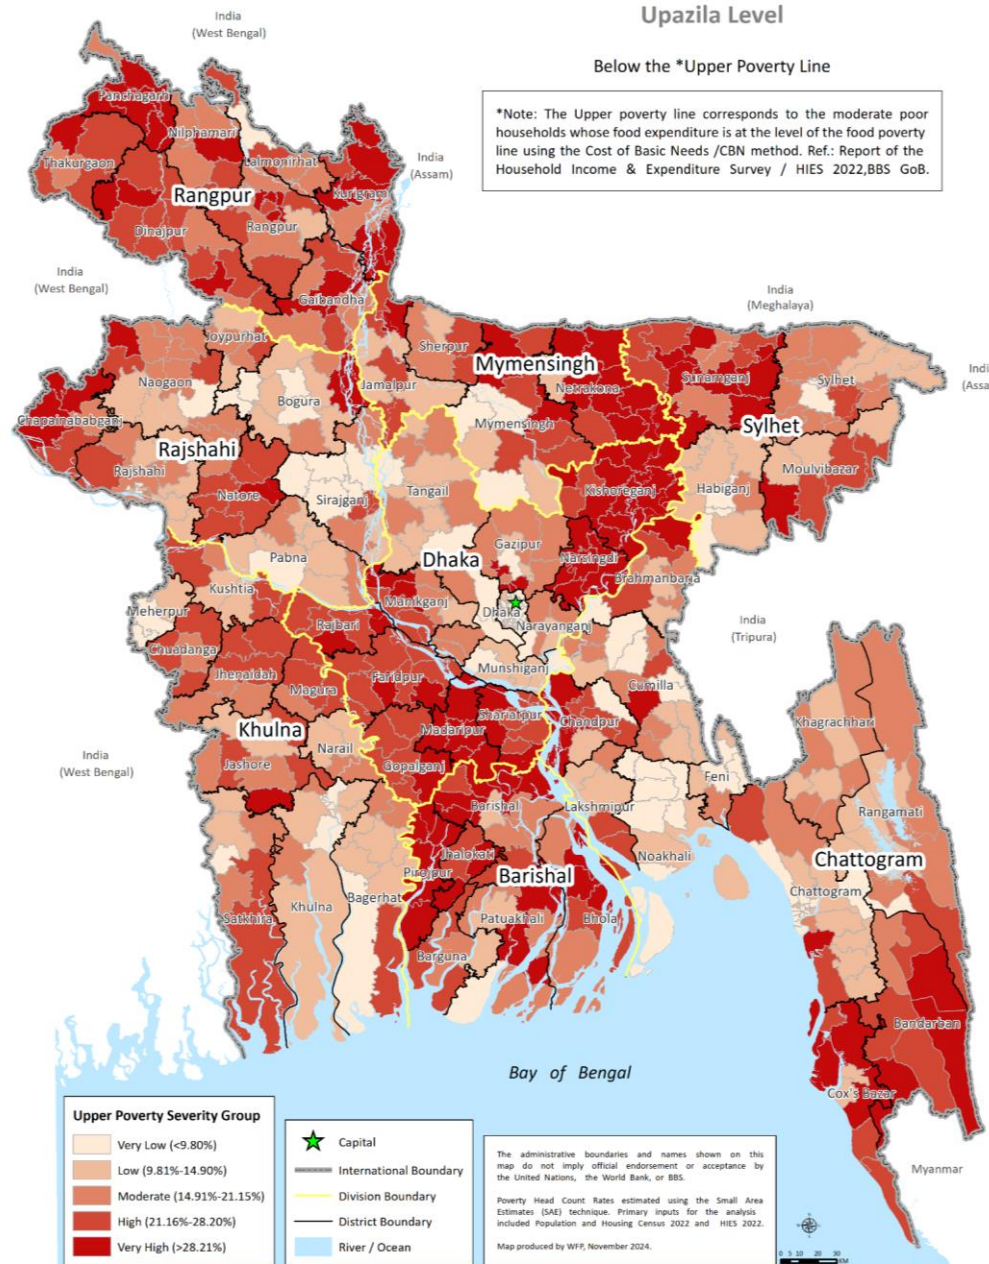 Upazila Level
Below the *Upper Poverty Line
*Note: The Upper poverty line corresponds to the moderate poor
households whose food expenditure is at the level of the food poverty
line using the Cost of Basic Needs /CBN method. Ref.: Report of the
Household Income & Expenditure Survey / HIES 2022,BBS GoB.
India
(West Bengal)
Panchagarh
Nilphamari
Thakurgaon
Lalmonirhat
India
(Assam)
Kurigram
Rangpur
Dinajpur
Rangpur
India
(West Bengal)
India
(Meghalaya)
Gaibandha
Joypurhat
Sherpur
Mymensingh
Sunamganj
Sylhet
Indi
(Assa
Naogaon
Bogura
Jamalpur
Netrakona
Chapainababganj
Mymensingh
Sylhet
Rajshahi
Rajshahi
Moulvibazar
Natore
Sirajganj
Tangail
Kishoreganj
Habiganj
Pabna
Dhaka
Gazipur
Narsingdi
Brahmanbaria
Kushtia
Meherpur
Manikganj
Dhaka
Narayanganj
Rajbari
India
(Tripura)
Chuadanga
Jhenaidah
Munshiganj
Magura
Faridpur
Cumilla
Khulna
Shariatpur
Chandpur
Khagrachhari
Narail
Madaripur
India
(West Bengal)
Jashore
Gopalganj
Feni
Barishal
Lakshmipur
Rangamati
Jhalokati
Noakhali
Chattogram
Pirojpur
Barishal
Chattogram
Khulna
Bagerhat
Satkhira
Patuakhali
Bhola
Barguna
Bandarban
Bay of Bengal
Cox's Bazar
Myanmar
Upper Poverty Severity Group
Very Low (<9.80%)
Low (9.81%-14.90%)
Moderate (14.91%-21.15%)
High (21.16%-28.20%)
Very High (>28.21%)
Capital
International Boundary
Division Boundary
District Boundary
River / Ocean
The administrative boundaries and names shown on this
map do not imply official endorsement or acceptance by
the United Nations, the World Bank, or BBS.
Poverty Head Count Rates estimated using the Small Area
Estimates (SAE) technique. Primary inputs for the analysis
included Population and Housing Census 2022 and HIES 2022.
Map produced by WFP, November 2024.
0 5 10 20 30
KM